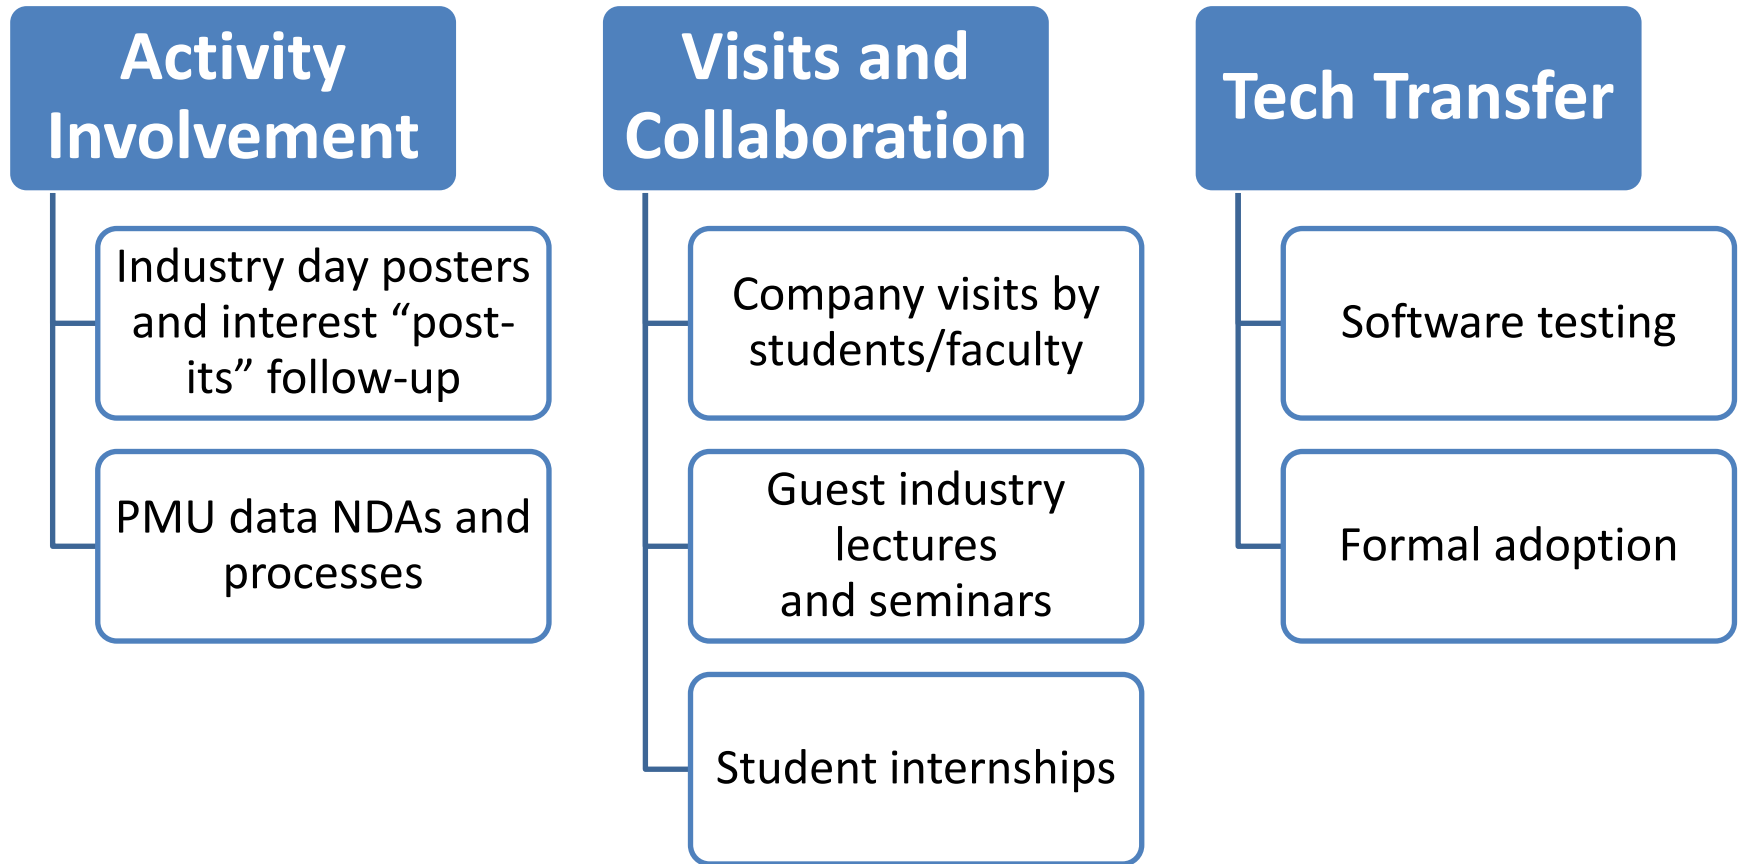 Activity
Involvement
Industry day posters
and interest “post-
its” follow-up
PMU data NDAs and
processes
Visits and
Collaboration
Company visits by
students/faculty
Guest industry
lectures
and seminars
Student internships
Tech Transfer
Software testing
Formal adoption